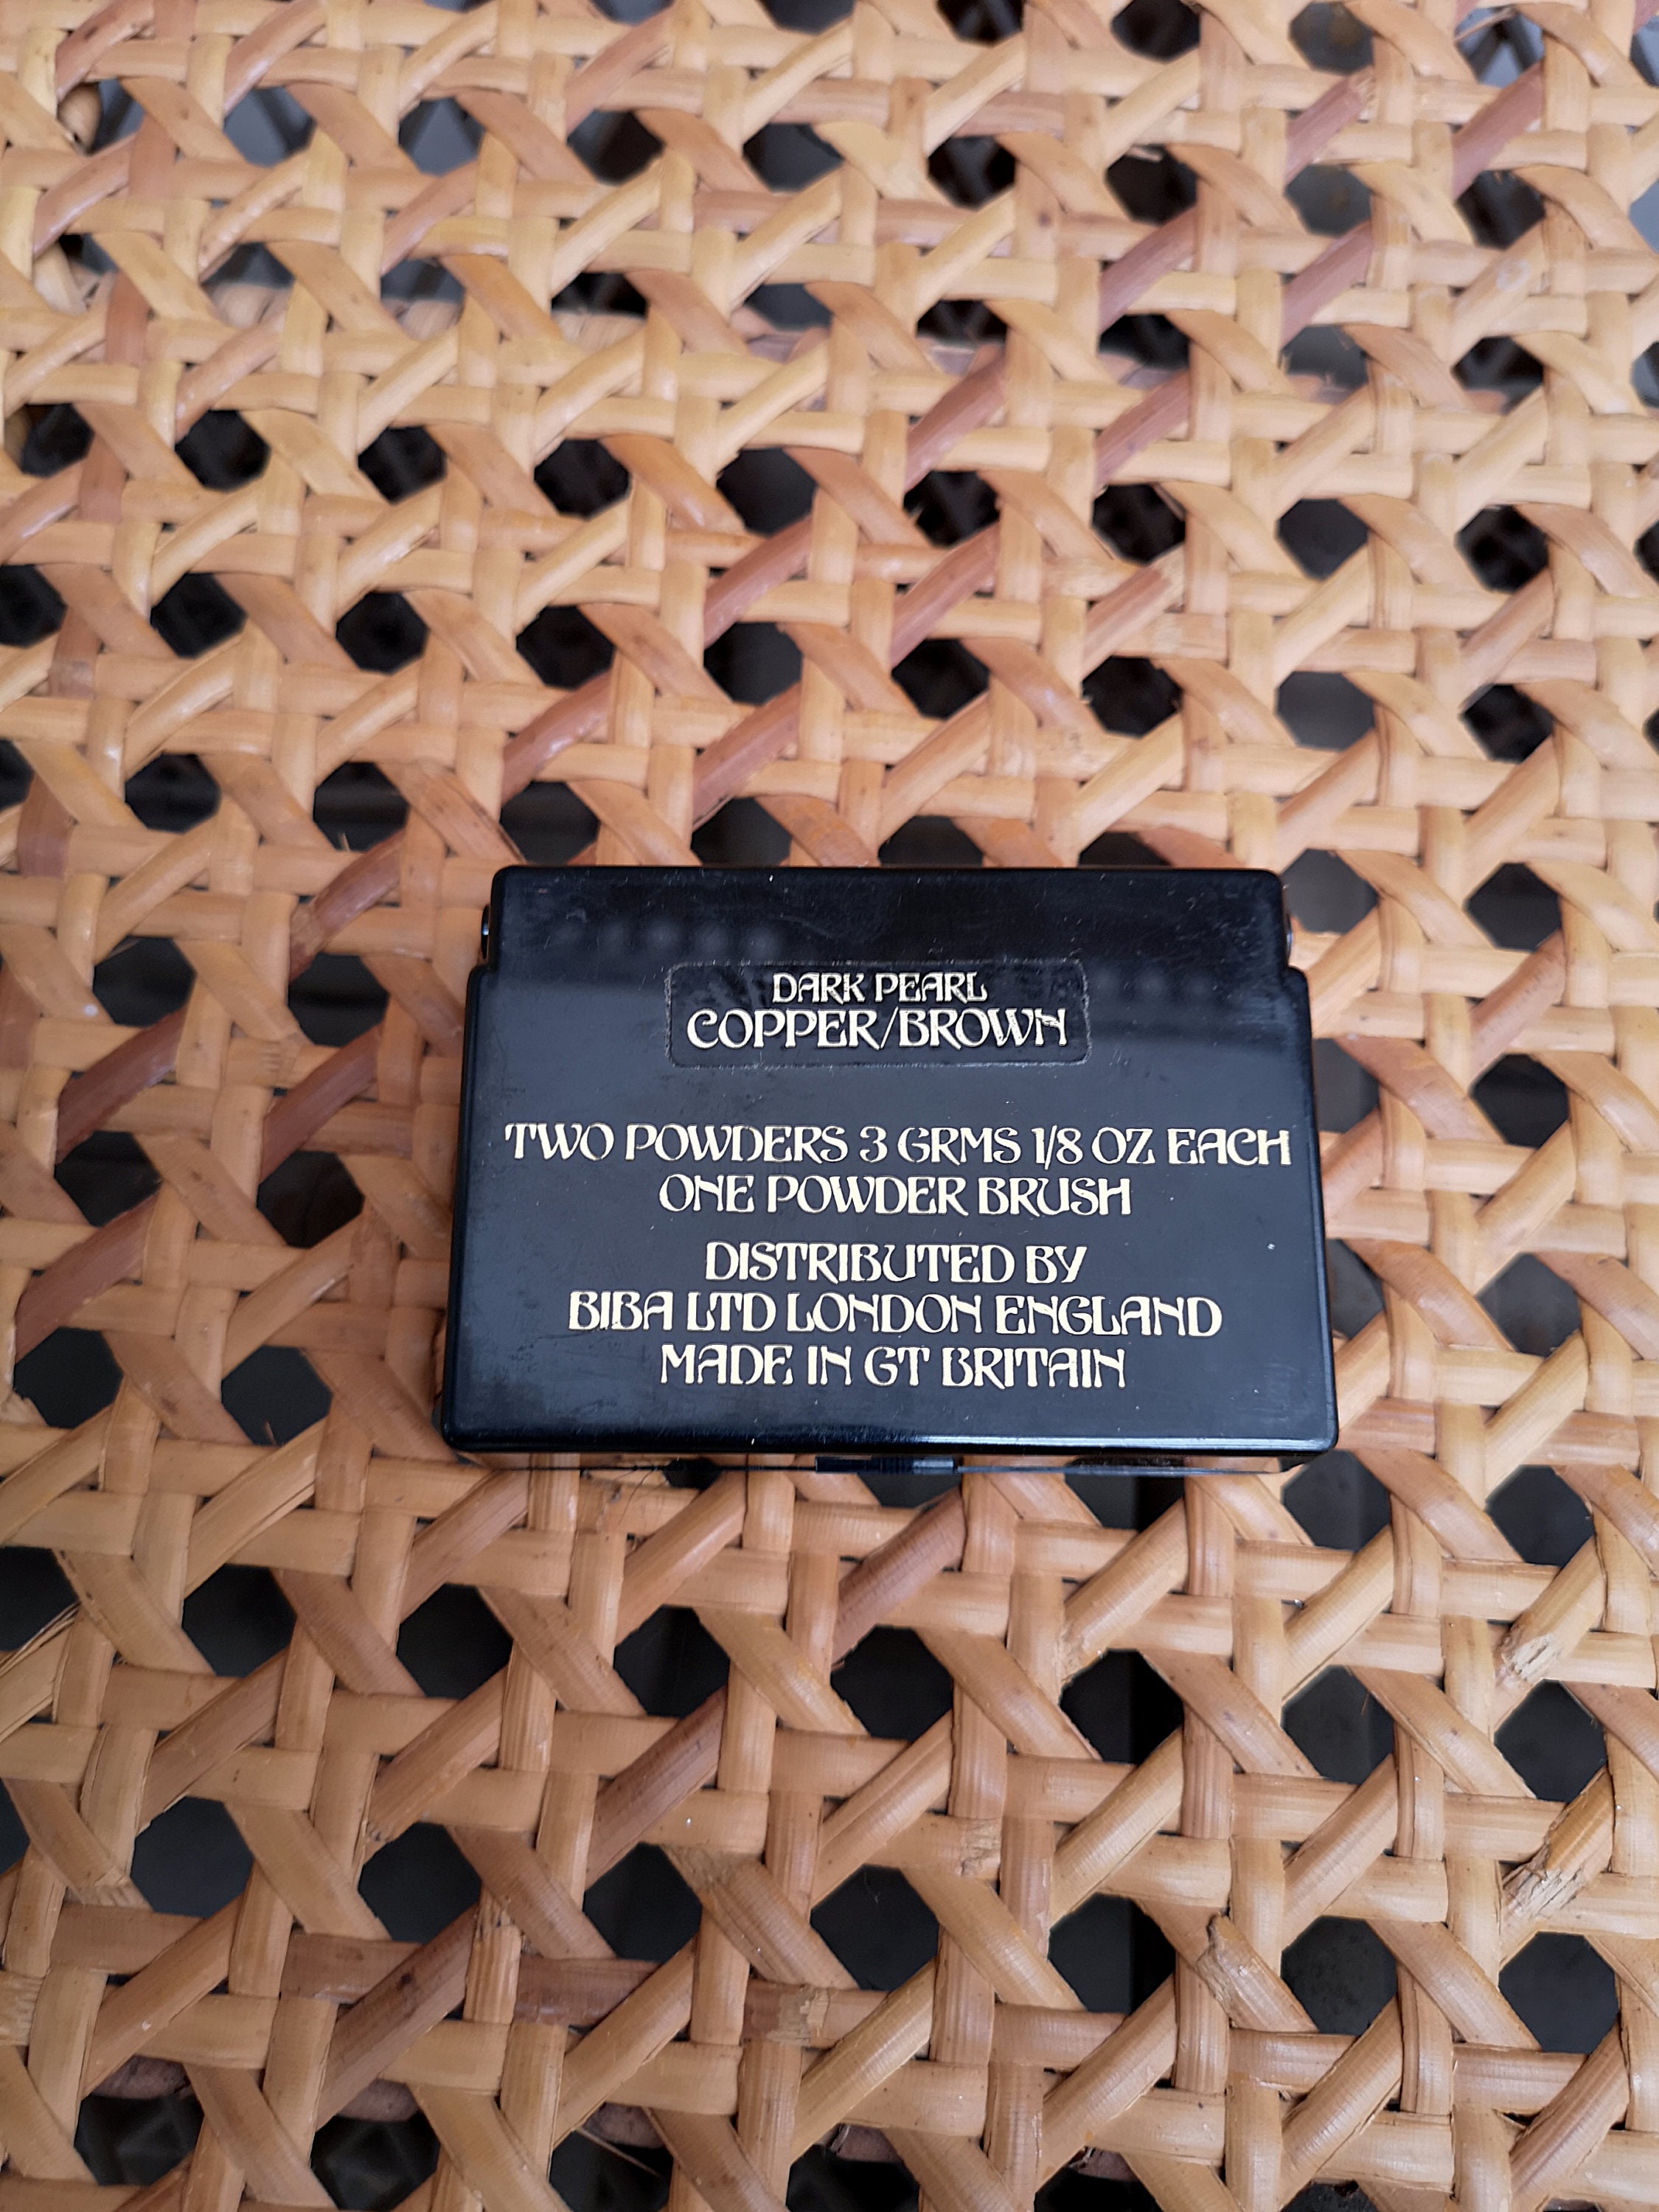 DARK PEARL
COPPER/BROWN
TWO POWDERS 3 GRMS 1/8 OZ EACH
ONE POWDER BRUSH
DISTRIBUTED BY
BIBA LTD LONDON ENGLAND
MADE IN GT BRITAIN